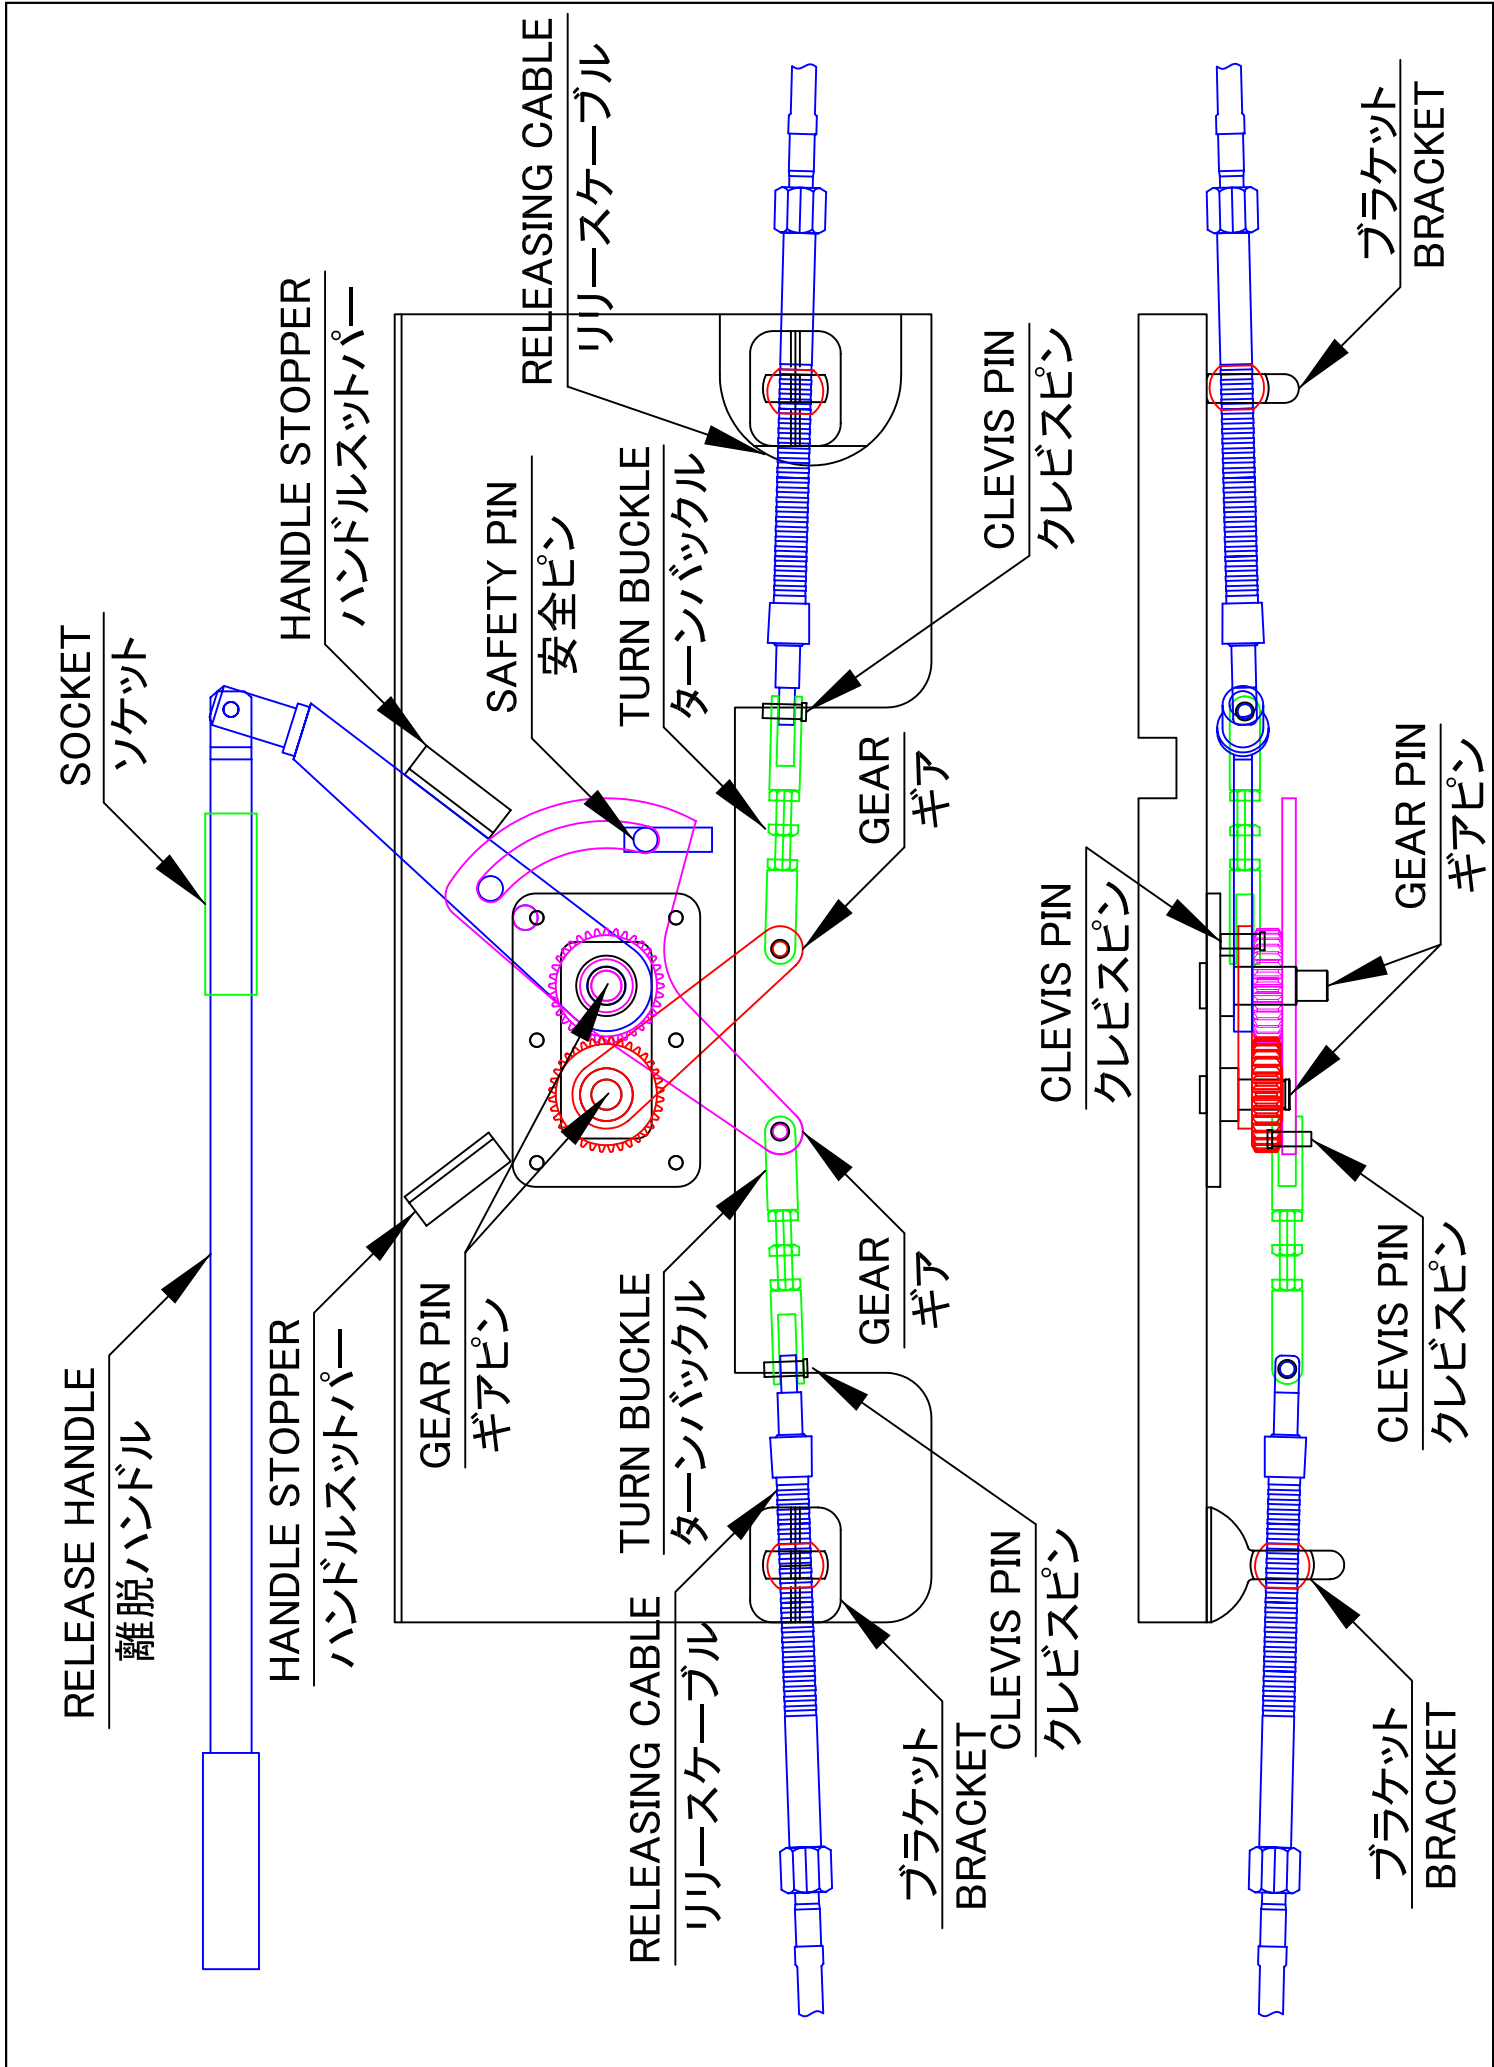 SOCKET
ソケット
RELEASE HANDLE
離脱ハンドル
HANDLE STOPPER
ハンドルスットパー
HANDLE STOPPER
ハンドルスットパー
RELEASING CABLE
リリースケーブル
SAFETY PIN
安全ピン
TURN BUCKLE
ターンバックル
GEAR PIN
ギアピン
TURN BUCKLE
ターンバックル
RELEASING CABLE
リリースケーブル
GEAR
ギア
GEAR
ギア
ブラケット
BRACKET
CLEVIS PIN
クレビスピン
CLEVIS PIN
クレビスピン
CLEVIS PIN
クレビスピン
ブラケット
BRACKET
GEAR PIN
ギアピン
CLEVIS PIN
クレビスピン
ブラケット
BRACKET